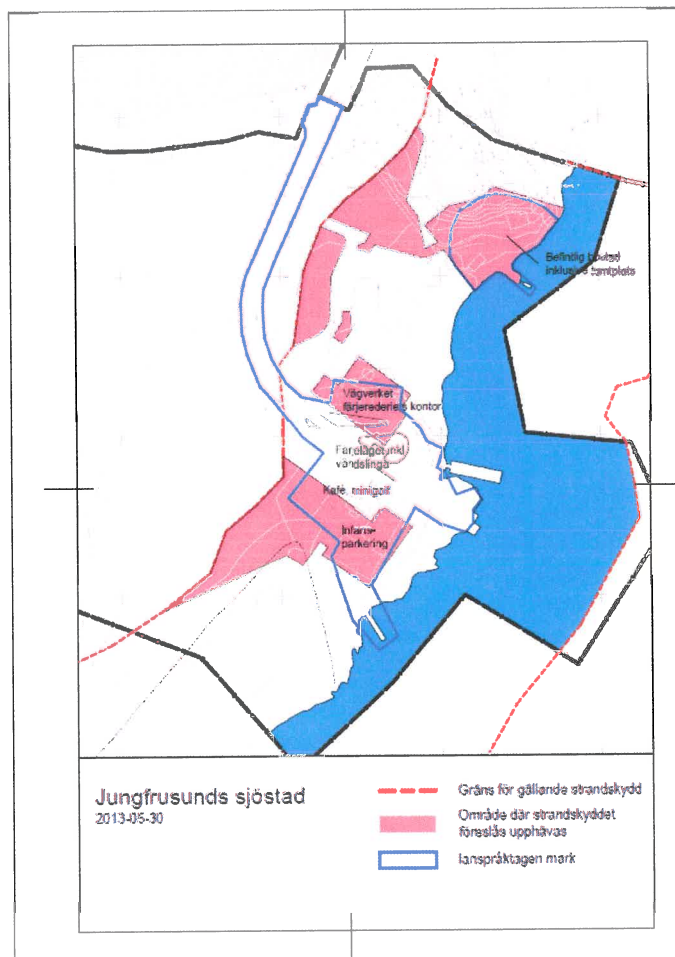 Befintlig bostad
inklusive tomtplats
Vägverket
färjerederiets kontor
Färjeläget inkl
vändslinga
Kafé, minigolf
Infarts-
parkering
Jungfrusunds sjöstad
2013-05-30
Gräns för gällande strandskydd
Område där strandskyddet
föreslås upphävas
Ianspråktagen mark